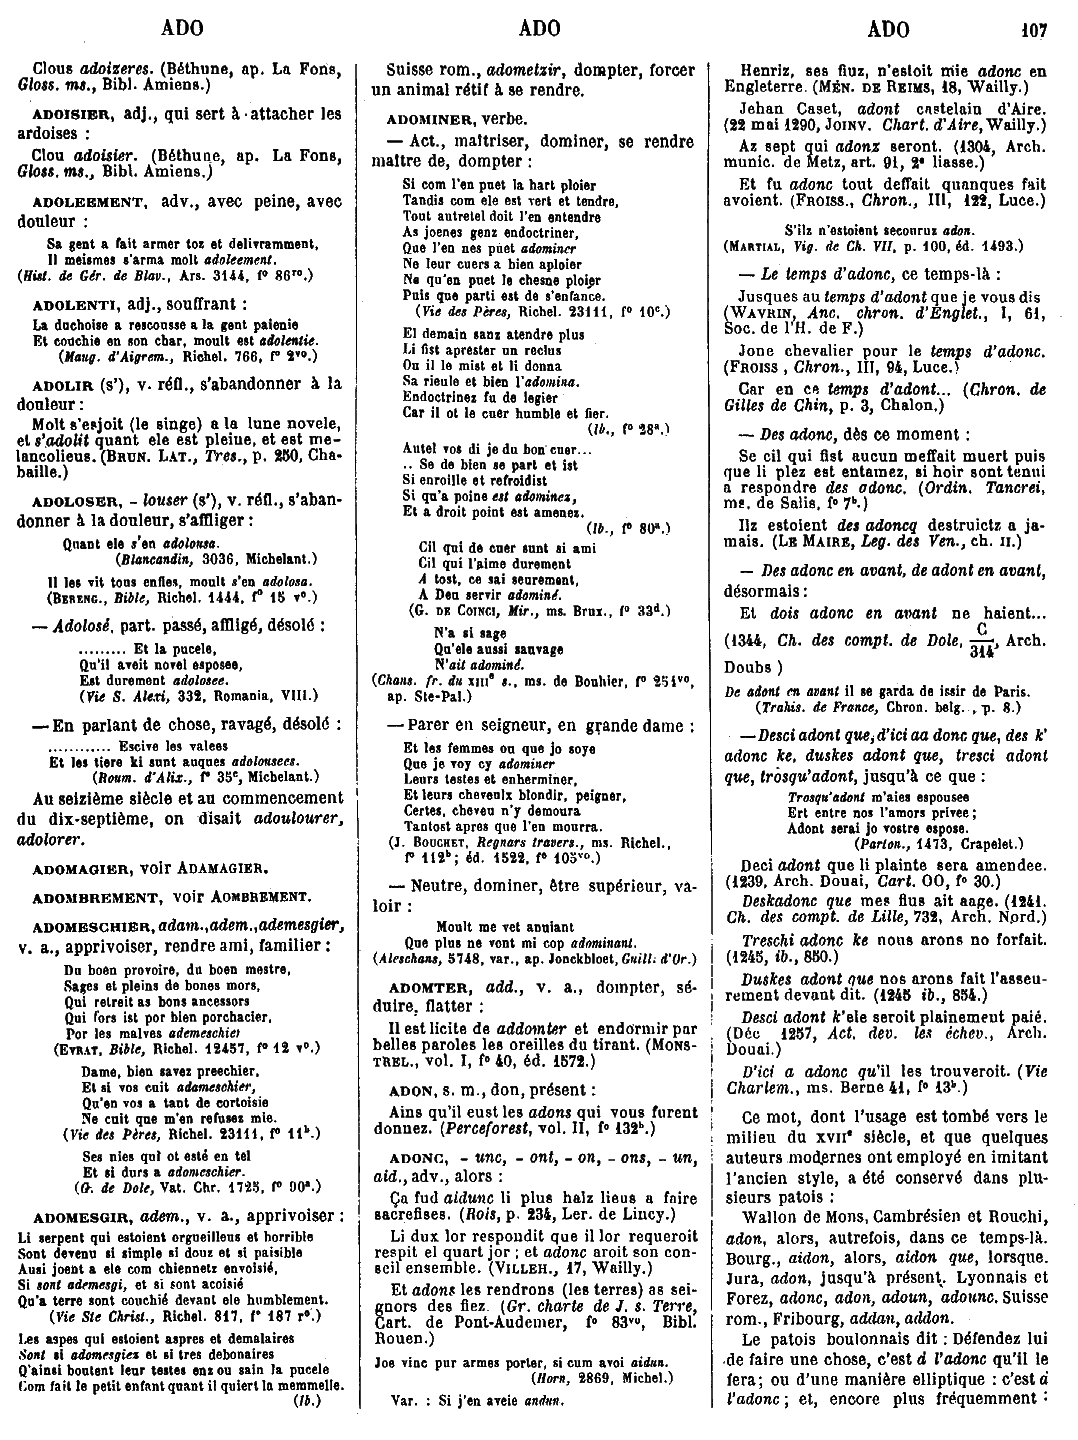 ADO
ADO
ADO
107
Clous adoizeres. (Béthune, ap. La Fons,
Gloss. ms., Bibl. Amiens.)
ADOISIER, adj., qui sert à attacher les
ardoises :
Clou adoisier. (Béthune, ap. La Fons,
Gloss. ms., Bibl. Amiens.)
ADOLEEMENT, adv., avec peine, avec
douleur :
Sa gent a fait armer toz et delivramment,
Il meismes s'arma molt adoleement.
(Hist. de Gér. de Blav., Ars. 3144, f° 86ro.)
ADOLENTI, adj., souffrant :
La duchoise a rescousse a la gent paienie
Et couchie en son char, moult est adolentie.
(Maug. d'Aigrem., Richel. 766, f° 2vo.)
ADOLIR (s'), v. réfl., s'abandonner à la
douleur :
Molt s'esjoit (le singe) a la lune novele,
et s'adolit quant ele est pleiue, et est me-
lancolieus. (BRUN. LAT., Tres., p. 250, Cha-
baille.)
ADOLOSER, - louser (s'), v. réfl., s'aban-
donner à la douleur, s'affliger :
Quant ele s'en adolousa.
(Blancandin, 3036, Michelant.)
Il les vit tous enfles, moult s'en adolosa.
(BERENG., Bible, Richel. 1444, f° 15 v°.)
— Adolosé, part. passé, affligé, désolé :
......... Et la pucele,
Qu'il aveit novel esposee,
Est durement adolosee.
(Vie S. Alexi, 332, Romania, VIII.)
— En parlant de chose, ravagé, désolé :
............ Escive les valees
Et les tiere ki sunt auques adolousees.
(Roum. d'Alix., f° 35c, Michelant.)
Au seizième siècle et au commencement
du dix-septième, on disait adoulourer,
adolorer.
ADOMAGIER, voir ADAMAGIER.
ADOMBREMENT, voir AOMBREMENT.
ADOMESCHIER, adam., adem., ademesgier,
v. a., apprivoiser, rendre ami, familier :
Du boen provoire, du boen mestre,
Sages et pleins de bones mors,
Qui retreit as bons ancessors
Qui fors ist por bien porchacier,
Por les malves ademeschier
(EVRAT, Bible, Richel. 12457, f° 12 v°.)
Dame, bien savez preechier,
Et si vos cuit adameschier,
Qu'en vos a tant de cortoisie
Ne cuit que m'en refusez mie.
(Vie des Pères, Richel. 23111, f° 11b.)
Ses nies qui ot esté en tel
Et si durs a adomeschier.
(G. de Dole, Vat. Chr. 1725, f° 90a.)
ADOMESGIR, adem., v. a., apprivoiser :
Li serpent qui estoient orgueilleus et horrible
Sont devenu si simple si douz et si paisible
Ausi joent a ele com chiennetz envoisié,
Si sont ademesgi, et si sont acoisié
Qu'a terre sont couchié devant ele humblement.
(Vie Ste Christ., Richel. 817, f° 187 r°.)
Les aspes qui estoient aspres et demalaires
Sont si adomesgiez et si tres debonaires
Q'ainsi boutent leur testes enz ou sain la pucele
Com fait le petit enfant quant il quiert la memmelle.
(Ib.)
Suisse rom., adometzir, dompter, forcer
un animal rétif à se rendre.
ADOMINER, verbe.
— Act., maîtriser, dominer, se rendre
maître de, dompter :
Si com l'en puet la hart ploier
Tandis com ele est vert et tendre,
Tout autretel doit l'en entendre
As joenes genz endoctriner,
Que l'en nes puet adominer
Ne leur cuers a bien aploier
Ne qu'en puet le chesne ploier
Puis que parti est de s'enfance.
(Vie des Pères, Richel. 23111, f° 10c.)
El demain sanz atendre plus
Li fist aprester un reclus
Ou il le mist et li donna
Sa rieule et bien l'adomina.
Endoctrinez fu de legier
Car il ot le cuer humble et fier.
(Ib., f° 28a.)
Autel vos di je du bon cuer...
.. Se de bien se part et ist
Si enroille et refroidist
Si qu'a poine est adominez,
Et a droit point est amenez.
(Ib., f° 80a.)
Cil qui de cuer sunt si ami
Cil qui l'aime durement
A tost, ce sai seurement,
A Deu servir adominé.
(G. DE COINCI, Mir., ms. Brux., f° 33d.)
N'a si sage
Qu'ele aussi sauvage
N'ait adominé.
(Chans. fr. du XIIIe s., ms. de Bouhier, f° 251vo,
ap. Ste-Pal.)
— Parer en seigneur, en grande dame :
Et les femmes ou que jo soye
Que je voy cy adominer
Leurs testes et enherminer,
Et leurs cheveulx blondir, peigner,
Certes, cheveu n'y demoura
Tantost apres que l'en mourra.
(J. BOUCHET, Regnars travers., ms. Richel.,
f° 112b; éd. 1522, f° 105vo.)
— Neutre, dominer, être supérieur, va-
loir :
Moult me vet anuiant
Que plus ne vont mi cop adominant.
(Aleschans, 5748, var., ap. Jonckbloet, Guill. d'Or.)
ADOMTER, add., v. a., dompter, sé-
duire, flatter :
Il est licite de addomter et endormir par
belles paroles les oreilles du tirant. (MONS-
TREL., vol. I, f° 40, éd. 1572.)
ADON, s. m., don, présent :
Ains qu'il eust les adons qui vous furent
donnez. (Perceforest, vol. II, f° 132b.)
ADONC, - unc, - ont, - on, - ons, - un,
aid., adv., alors :
Ça fud aidunc li plus halz lieus a faire
sacrefises. (Rois, p. 234, Ler. de Lincy.)
Li dux lor respondit que il lor requeroit
respit el quart jor ; et adonc aroit son con-
seil ensemble. (VILLEH., 17, Wailly.)
Et adons les rendrons (les terres) as sei-
gnors des fiez. (Gr. charte de J. s. Terre,
Cart. de Pont-Audemer, f° 83vo, Bibl.
Rouen.)
Joe vinc pur armes porter, si cum avoi aidun.
(Horn, 2869, Michel.)
Var. : Si j'en aveie andun.
Henriz, ses fiuz, n'estoit mie adonc en
Engleterre. (MÉN. DE REIMS, 18, Wailly.)
Jehan Caset, adont castelain d'Aire.
(22 mai 1290, JOINV. Chart. d'Aire, Wailly.)
Az sept qui adonz seront. (1304, Arch.
munic. de Metz, art. 91, 2e liasse.)
Et fu adonc tout deffait quanques fait
avoient. (FROISS., Chron., III, 122, Luce.)
S'ilz n'estoient secouruz adon.
(MARTIAL, Vig. de Ch. VII, p. 100, éd. 1493.)
— Le temps d'adonc, ce temps-là :
Jusques au temps d'adont que je vous dis
(WAVRIN, Anc. chron. d'Englet., I, 61,
Soc. de l'H. de F.)
Jone chevalier pour le temps d'adonc.
(FROISS , Chron., III, 94, Luce.)
Car en ce temps d'adont... (Chron. de
Gilles de Chin, p. 3, Chalon.)
— Des adonc, dès ce moment :
Se cil qui fist aucun meffait muert puis
que li plez est entamez, si hoir sont tenui
a respondre des adonc. (Ordin. Tancrei,
ms. de Salis, f° 7b.)
Ilz estoient des adoncq destruictz a ja-
mais. (LE MAIRE, Leg. des Ven., ch. II.)
— Des adonc en avant, de adont en avant,
désormais :
Et dois adonc en avant ne haient...
(1344, Ch. des compt. de Dole, C/314, Arch.
Doubs )
De adont en avant il se garda de issir de Paris.
(Trahis. de France, Chron. belg. , p. 8.)
— Desci adont que, d'ici aa donc que, des k'
adonc ke, duskes adont que, tresci adont
que, trosqu'adont, jusqu'à ce que :
Trosqu'adont m'aies espousee
Ert entre nos l'amors privee ;
Adont serai jo vostre espose.
(Parton., 1473, Crapelet.)
Deci adont que li plainte sera amendee.
(1239, Arch. Douai, Cart. OO, f° 30.)
Deskadonc que mes fius ait aage. (1241.
Ch. des compt. de Lille, 732, Arch. Nord.)
Treschi adonc ke nous arons no forfait.
(1245, ib., 850.)
Duskes adont que nos arons fait l'asseu-
rement devant dit. (1245 ib., 854.)
Desci adont k'ele seroit plainement paié.
(Déc 1257, Act. dev. les échev., Arch.
Douai.)
D'ici a adonc qu'il les trouveroit. (Vie
Charlem., ms. Berne 41, f° 13b.)
Ce mot, dont l'usage est tombé vers le
milieu du XVIIe siècle, et que quelques
auteurs modernes ont employé en imitant
l'ancien style, a été conservé dans plu-
sieurs patois :
Wallon de Mons, Cambrésien et Rouchi,
adon, alors, autrefois, dans ce temps-là.
Bourg., aidon, alors, aidon que, lorsque.
Jura, adon, jusqu'à présent. Lyonnais et
Forez, adonc, adon, adoun, adounc. Suisse
rom., Fribourg, addan, addon.
Le patois boulonnais dit : Défendez lui
de faire une chose, c'est à l'adonc qu'il le
fera; ou d'une manière elliptique : c'est à
l'adonc ; et, encore plus fréquemment :